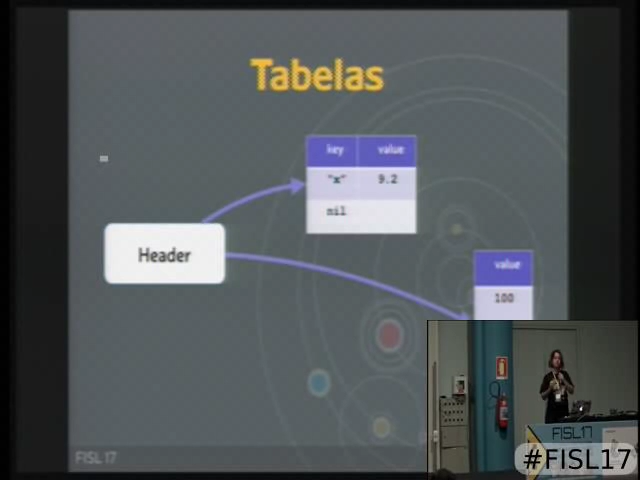 Tabelas
key value
"x" 9.2
nil
Header
value
100
FISL 17
FISL17
#FISL17